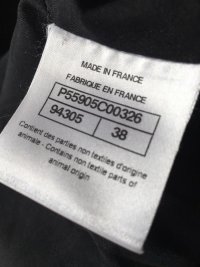 MADE IN FRANCE
FABRIQUE EN FRANCE
P55905C00326
94305 38
Contient des parties non textiles d'origine
animale - Contains non textile parts of
animal origin